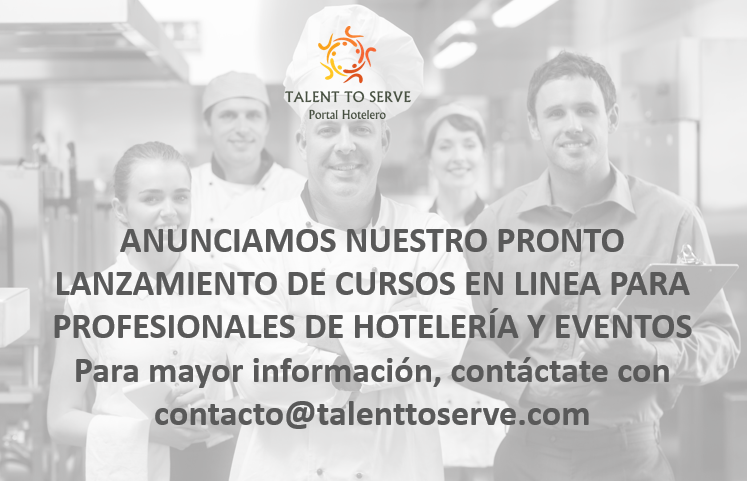 TALENT TO SERVE
Portal Hotelero
ANUNCIAMOS NUESTRO PRONTO
LANZAMIENTO DE CURSOS EN LINEA PARA
PROFESIONALES DE HOTELERÍA Y EVENTOS
Para mayor información, contáctate con
contacto@talenttoserve.com